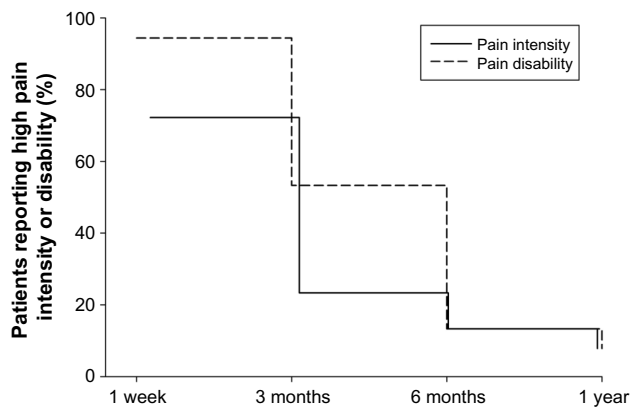 Patients reporting high pain
intensity or disability (%)
100
80
60
40
20
0
Pain intensity
Pain disability
1 week
3 months
6 months
1 year